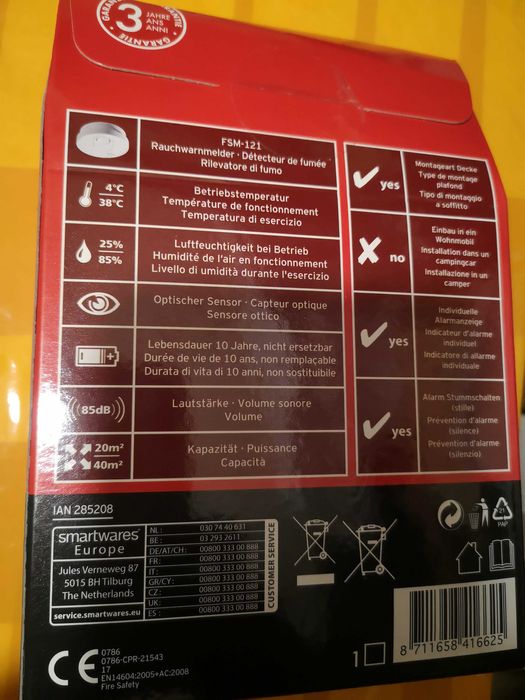 GARANTIE
3
JAHRE
ANS
ANNI
GARANTIE
FSM-121
Rauchwarnmelder · Détecteur de fumée
Rilevatore di fumo
4°C
38°C
Betriebstemperatur
Température de fonctionnement
Temperatura di esercizio
25%
85%
Luftfeuchtigkeit bei Betrieb
Humidité de l'air en fonctionnement
Livello di umidità durante l'esercizio
Optischer Sensor · Capteur optique
Sensore ottico
Lebensdauer 10 Jahre, nicht ersetzbar
Durée de vie de 10 ans, non remplaçable
Durata di vita di 10 anni, non sostituibile
85dB
Lautstärke · Volume sonore
Volume
20m²
40m²
Kapazität · Puissance
Capacità
yes
Montageart Decke
Type de montage
plafond
Tipo di montaggio
a soffitto
no
Einbau in ein
Wohnmobil
Installation dans un
campingcar
Installazione in un
camper
yes
Individuelle
Alarmanzeige
Indicateur d'alarme
individuel
Indicatore di allarme
individuale
yes
Alarm Stummschalten
(stille)
Prévention d'alarme
(silence)
Prévention d'alarme
(silenzio)
IAN 285208
smartwares®
Europe
Jules Verneweg 87
5015 BH Tilburg
The Netherlands
service.smartwares.eu
NL : 030 74 40 631
BE : 03 293 2611
DE/AT/CH: 00800 333 00 888
FR: 00800 333 00 888
IT : 00800 333 00 888
GR/CY: 00800 333 00 888
CZ : 00800 333 00 888
UK: 00800 333 00 888
ES : 00800 333 00 888
CUSTOMER SERVICE
21
PAP
CE
0786
0786-CPR-21543
17
EN14604:2005+AC:2008
Fire Safety
1
8 711658 416625